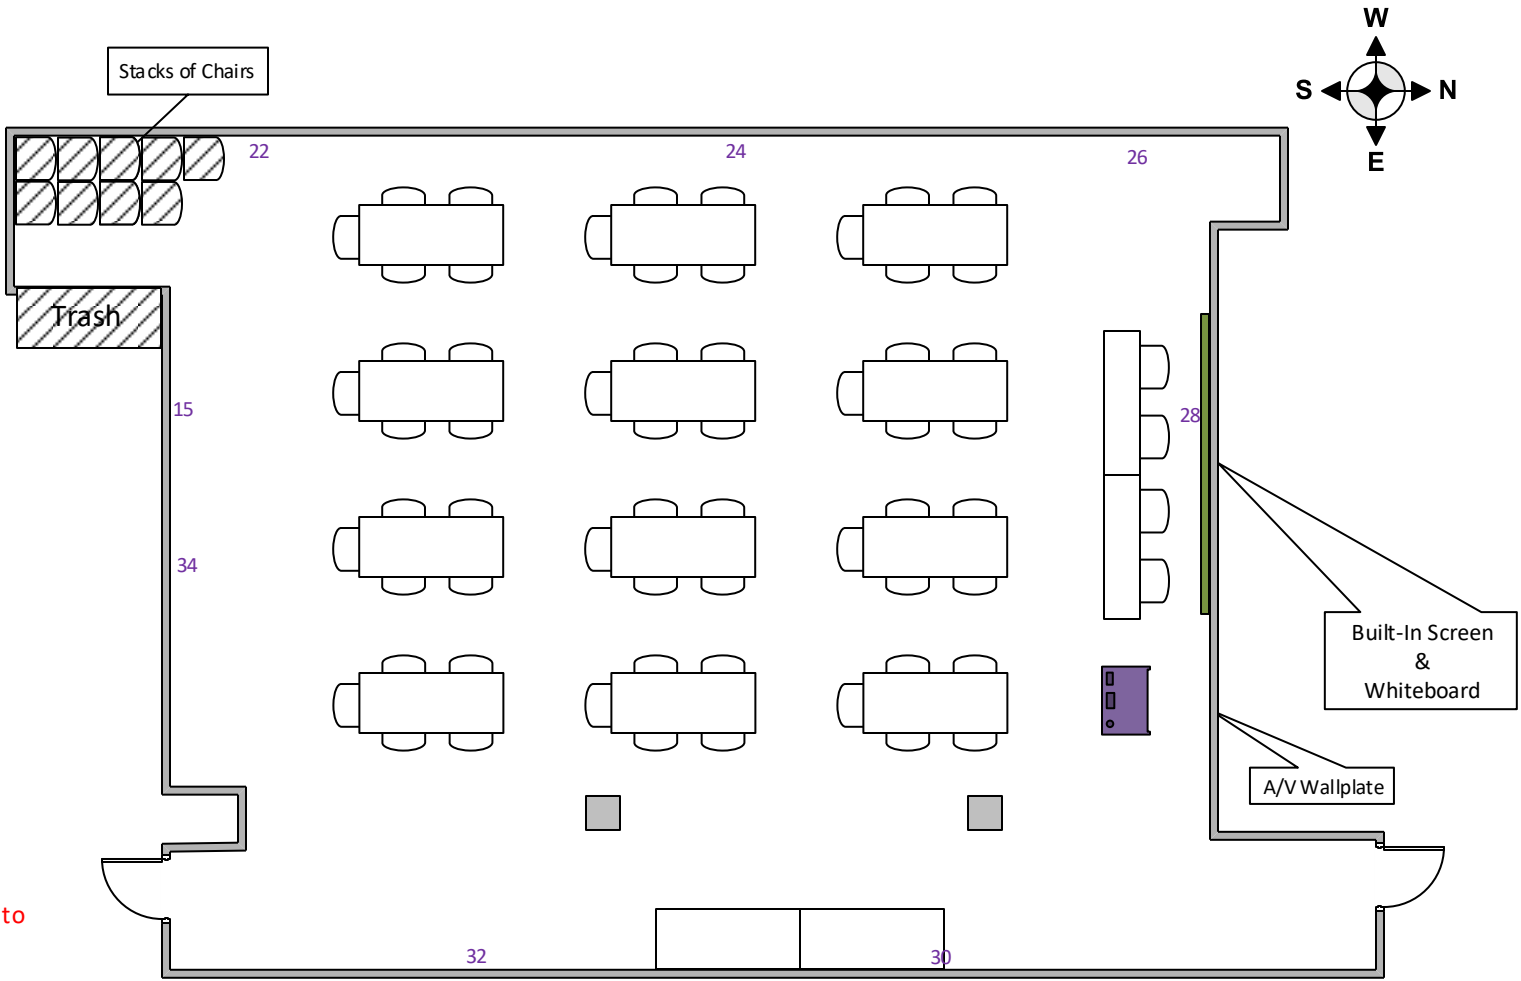 W
S N
E
Stacks of Chairs
22
24
26
Trash
15
28
34
Built-In Screen
&
Whiteboard
A/V Wallplate
to
32
30